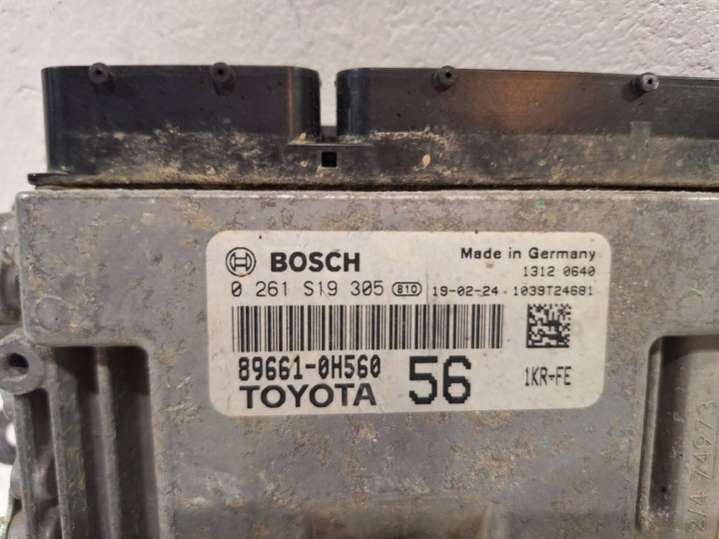 BOSCH
Made in Germany
1312 0640
0 261 S19 305 810 19-02-24 · 1039T24681
89661-0H560
TOYOTA 56 1KR-FE